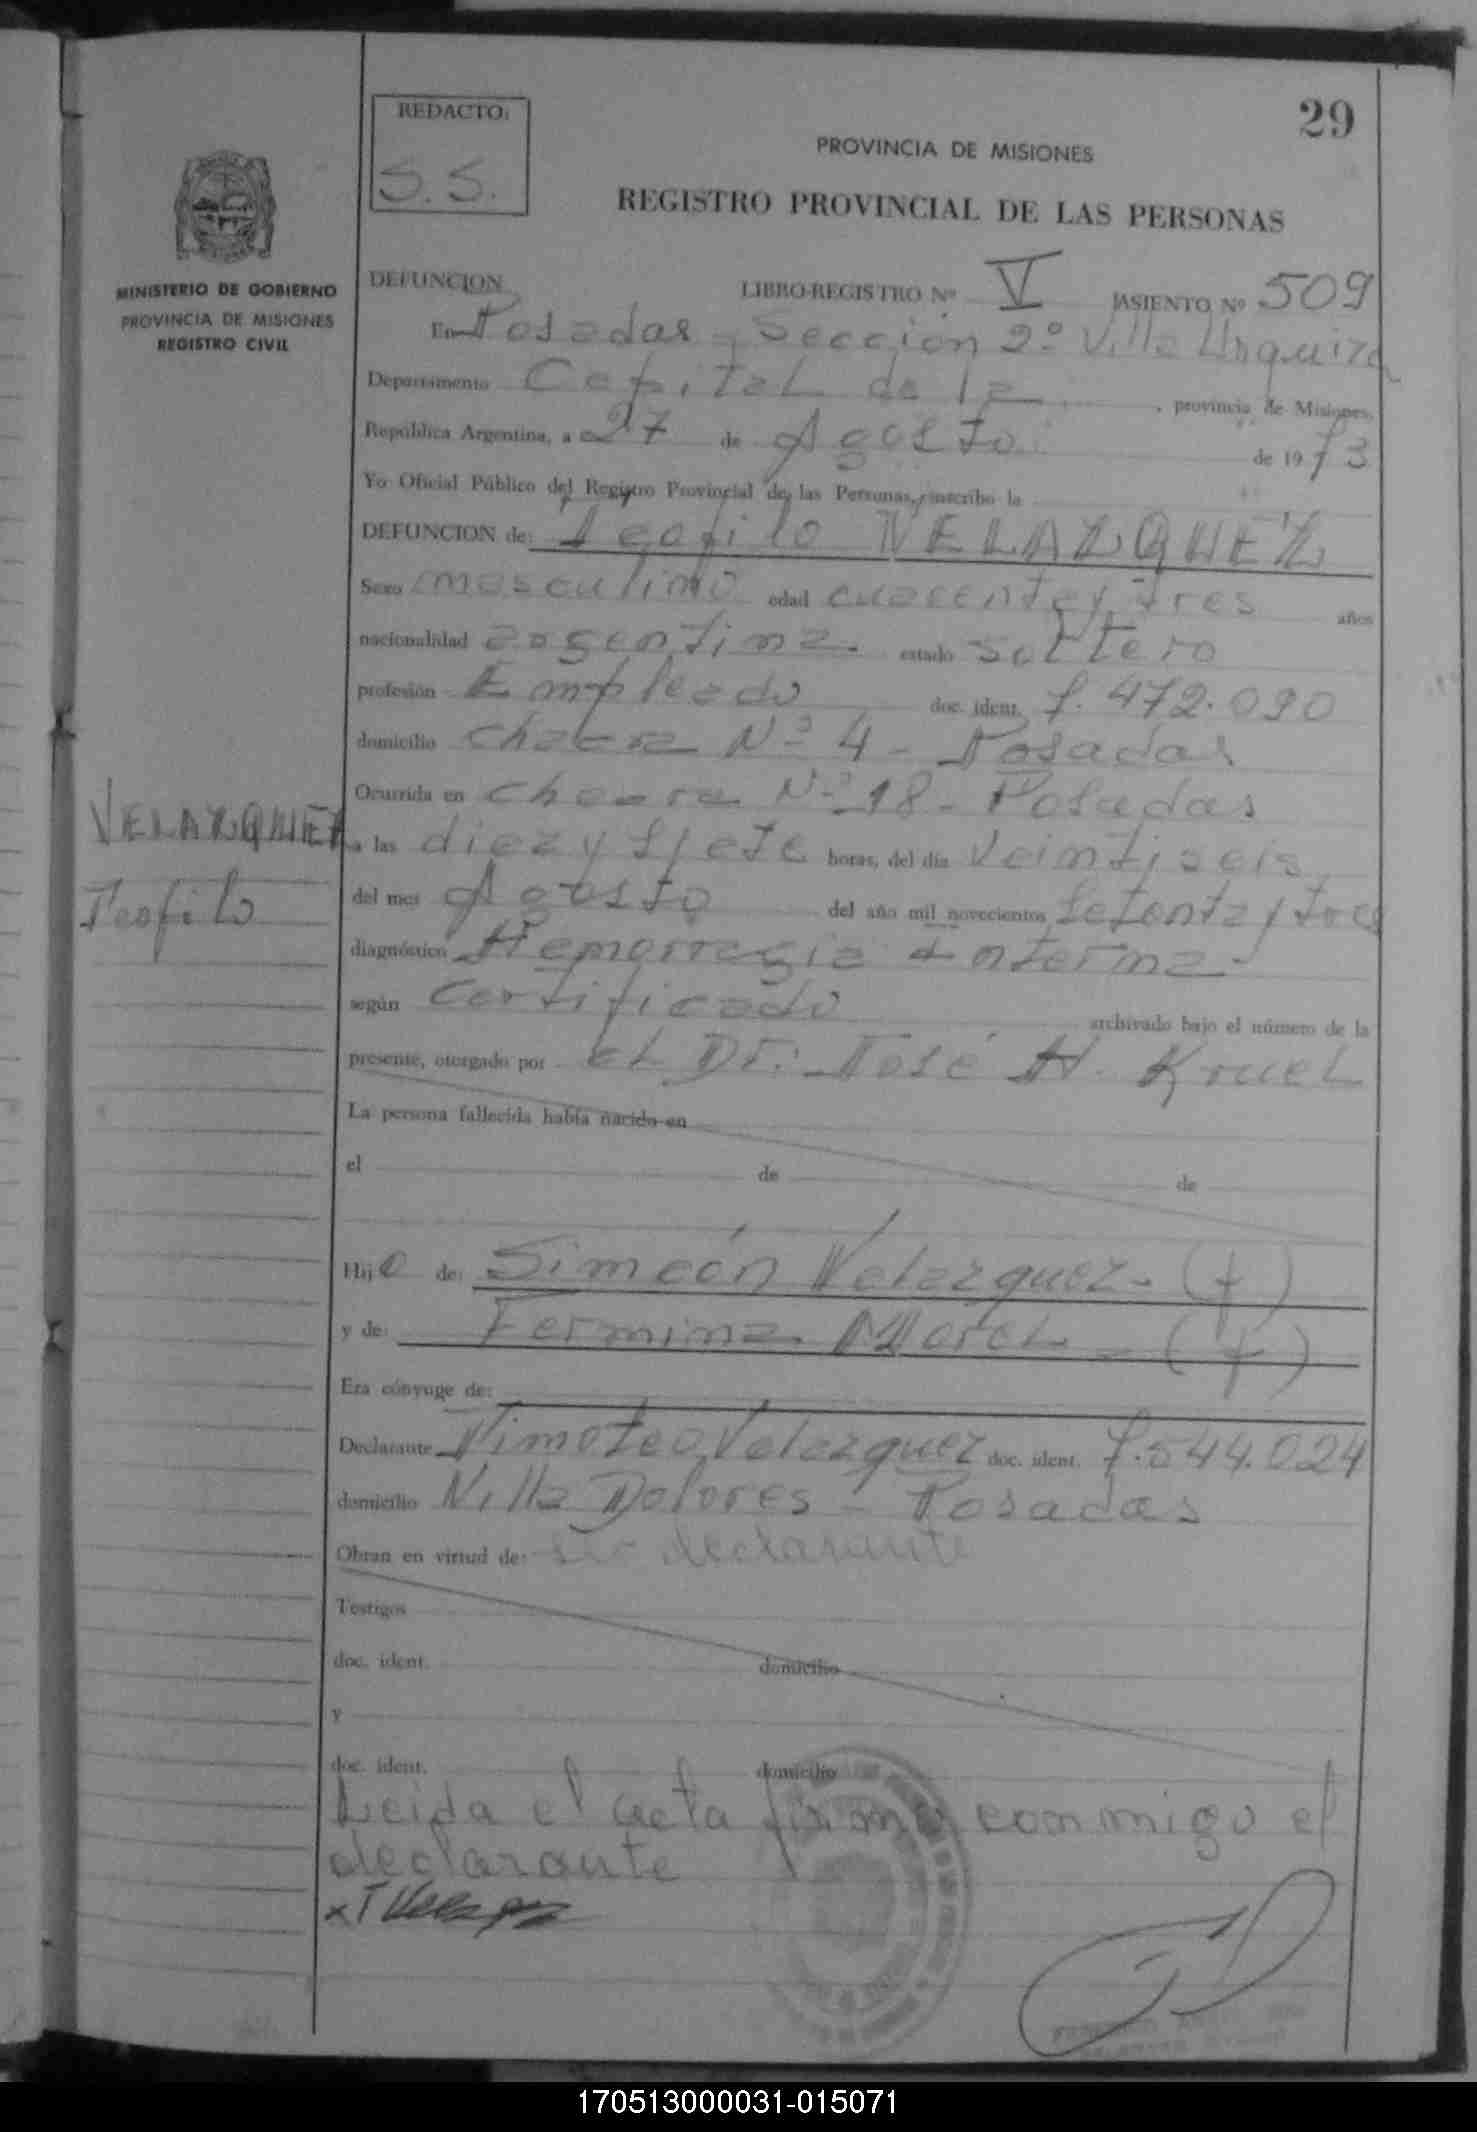 29
REDACTO:
S. S.
PROVINCIA DE MISIONES
REGISTRO PROVINCIAL DE LAS PERSONAS
MINISTERIO DE GOBIERNO
PROVINCIA DE MISIONES
REGISTRO CIVIL
DEFUNCION LIBRO-REGISTRO Nº V ASIENTO Nº 509
En Posadas - Sección 2º Villa Urquiza
Departamento Capital de la , provincia de Misiones,
República Argentina, a 27 de Agosto de 1973
Yo Oficial Público del Registro Provincial de las Personas, inscribo la
DEFUNCION de: Teofilo VELAZQUEZ
Sexo masculino edad cuarenta y tres años
nacionalidad argentina. estado soltero
profesión Empleado doc. ident. 7.472.090
domicilio chacra Nº 4 - Posadas
Ocurrida en chacra Nº 18 - Posadas
VELAZQUEZ
Teofilo
a las diez y siete horas, del día veintiseis
del mes Agosto del año mil novecientos setenta y tres
diagnóstico Hemorragia Interna -
según certificado archivado bajo el número de la
presente, otorgado por el Dr. José H. Kruel
La persona fallecida había nacido en
el de de
Hijo de: Simeón Velazquez - (†)
y de: Fermina Morel - (†)
Era cónyuge de:
Declarante Timoteo Velazquez doc. ident. 7.544.024
domicilio Villa Dolores - Posadas
Obran en virtud de: ser declarante
Testigos
doc. ident. domicilio
y
doc. ident. domicilio
Leida el acta firma conmigo el
declarante
x T Velazquez
170513000031-015071